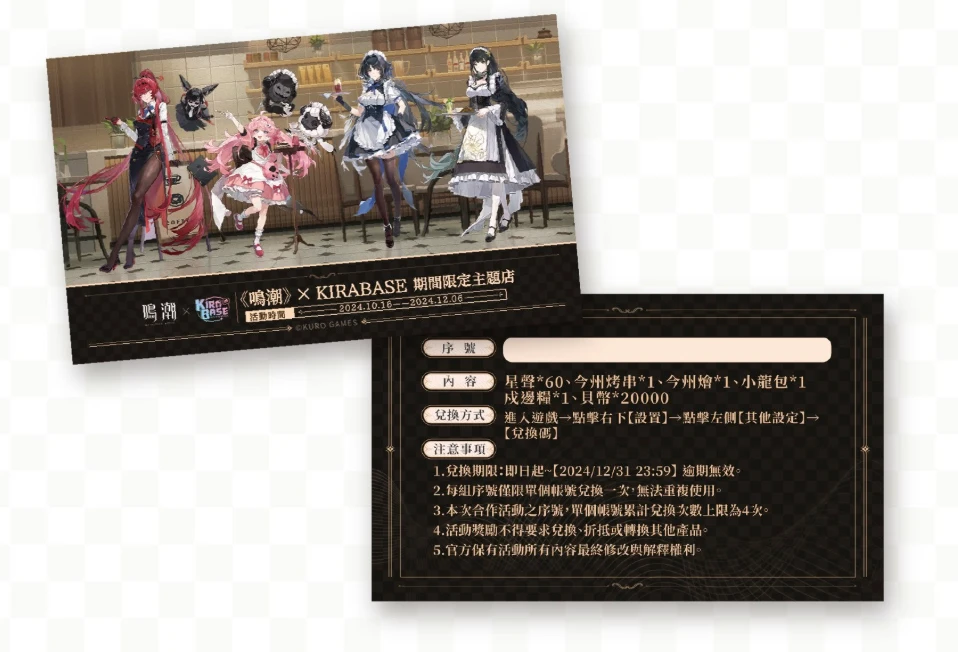 鳴潮 × KIRABASE
《鳴潮》× KIRABASE 期間限定主題店
活動時間 2024.10.16——2024.12.06
©KURO GAMES
序號
內容 星聲*60、今州烤串*1、今州燴*1、小龍包*1
戍邊糧*1、貝幣*20000
兌換方式 進入遊戲→點擊右下【設置】→點擊左側【其他設定】→
【兌換碼】
注意事項
1.兌換期限:即日起~【2024/12/31 23:59】逾期無效。
2.每組序號僅限單個帳號兌換一次,無法重複使用。
3.本次合作活動之序號,單個帳號累計兌換次數上限為4次。
4.活動獎勵不得要求兌換、折抵或轉換其他產品。
5.官方保有活動所有內容最終修改與解釋權利。